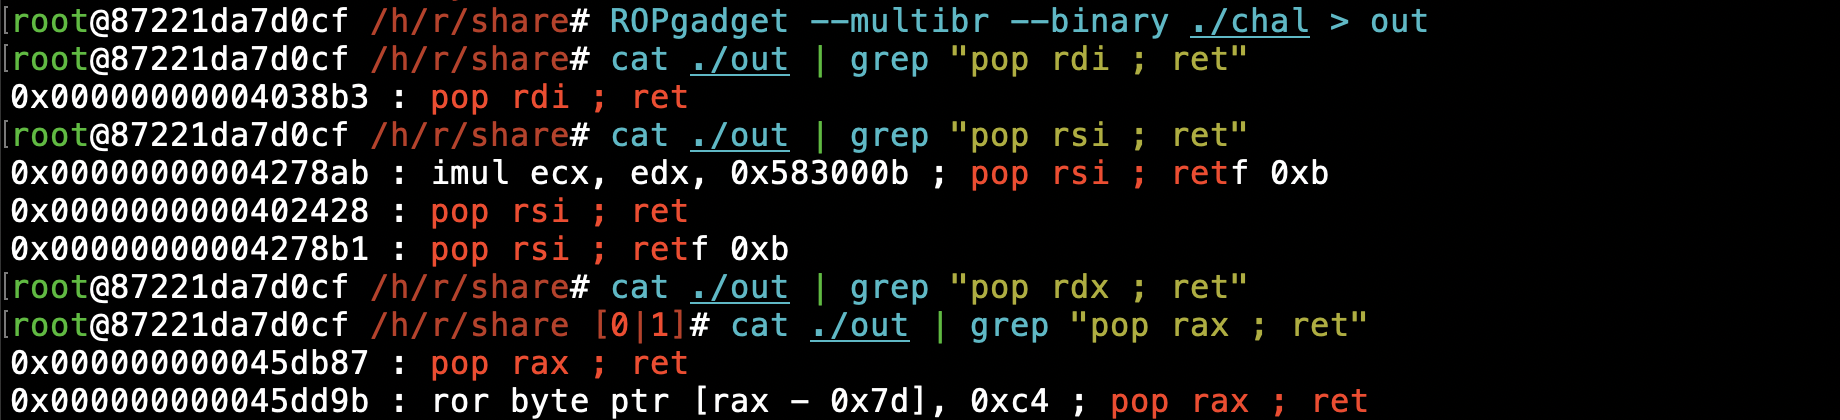 [root@87221da7d0cf /h/r/share# ROPgadget --multibr --binary ./chal > out
[root@87221da7d0cf /h/r/share# cat ./out | grep "pop rdi ; ret"
0x00000000004038b3 : pop rdi ; ret
[root@87221da7d0cf /h/r/share# cat ./out | grep "pop rsi ; ret"
0x00000000004278ab : imul ecx, edx, 0x583000b ; pop rsi ; retf 0xb
0x0000000000402428 : pop rsi ; ret
0x00000000004278b1 : pop rsi ; retf 0xb
[root@87221da7d0cf /h/r/share# cat ./out | grep "pop rdx ; ret"
[root@87221da7d0cf /h/r/share [0|1]# cat ./out | grep "pop rax ; ret"
0x000000000045db87 : pop rax ; ret
0x000000000045dd9b : ror byte ptr [rax - 0x7d], 0xc4 ; pop rax ; ret